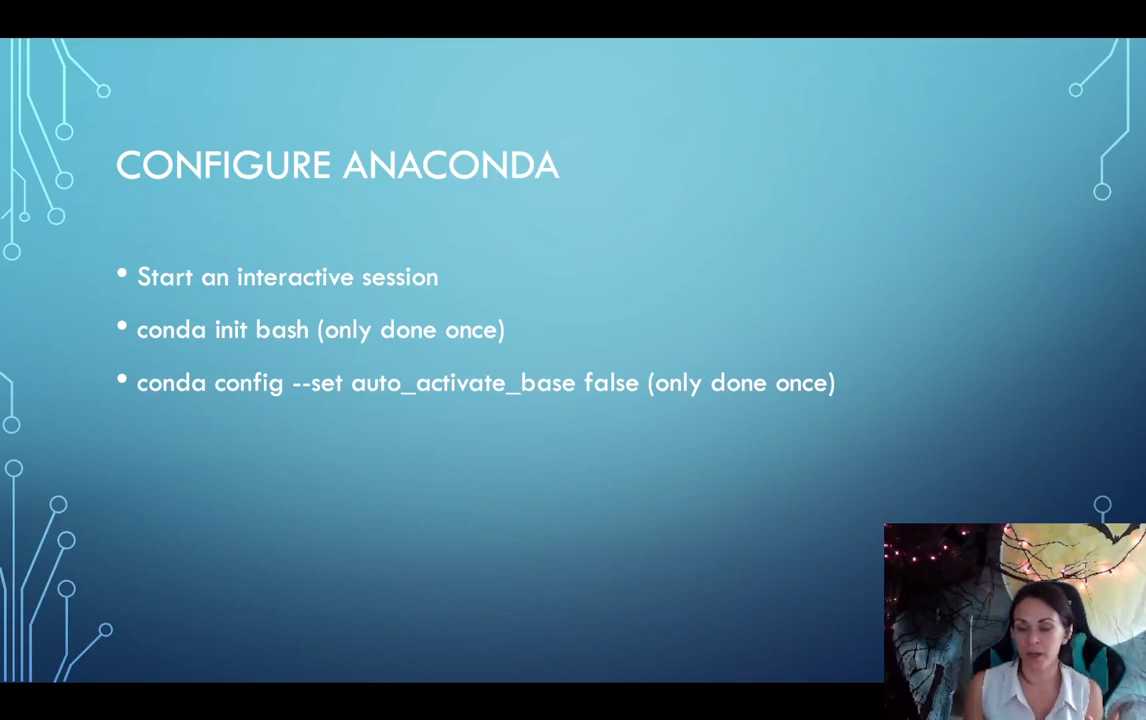 CONFIGURE ANACONDA
• Start an interactive session
• conda init bash (only done once)
• conda config --set auto_activate_base false (only done once)